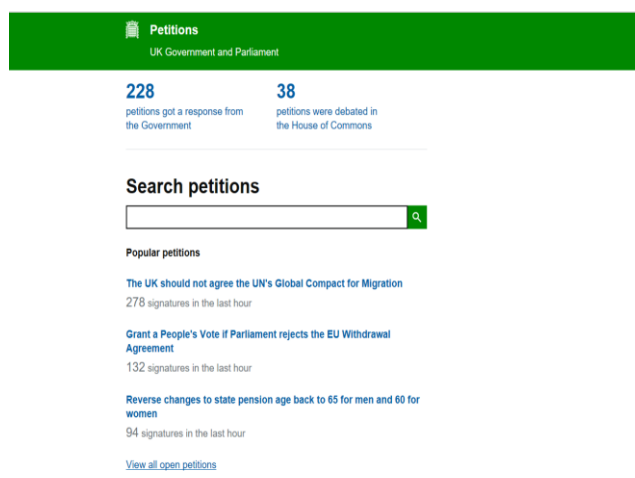 Petitions
UK Government and Parliament
228
petitions got a response from
the Government
38
petitions were debated in
the House of Commons
Search petitions
Popular petitions
The UK should not agree the UN's Global Compact for Migration
278 signatures in the last hour
Grant a People's Vote if Parliament rejects the EU Withdrawal
Agreement
132 signatures in the last hour
Reverse changes to state pension age back to 65 for men and 60 for
women
94 signatures in the last hour
View all open petitions